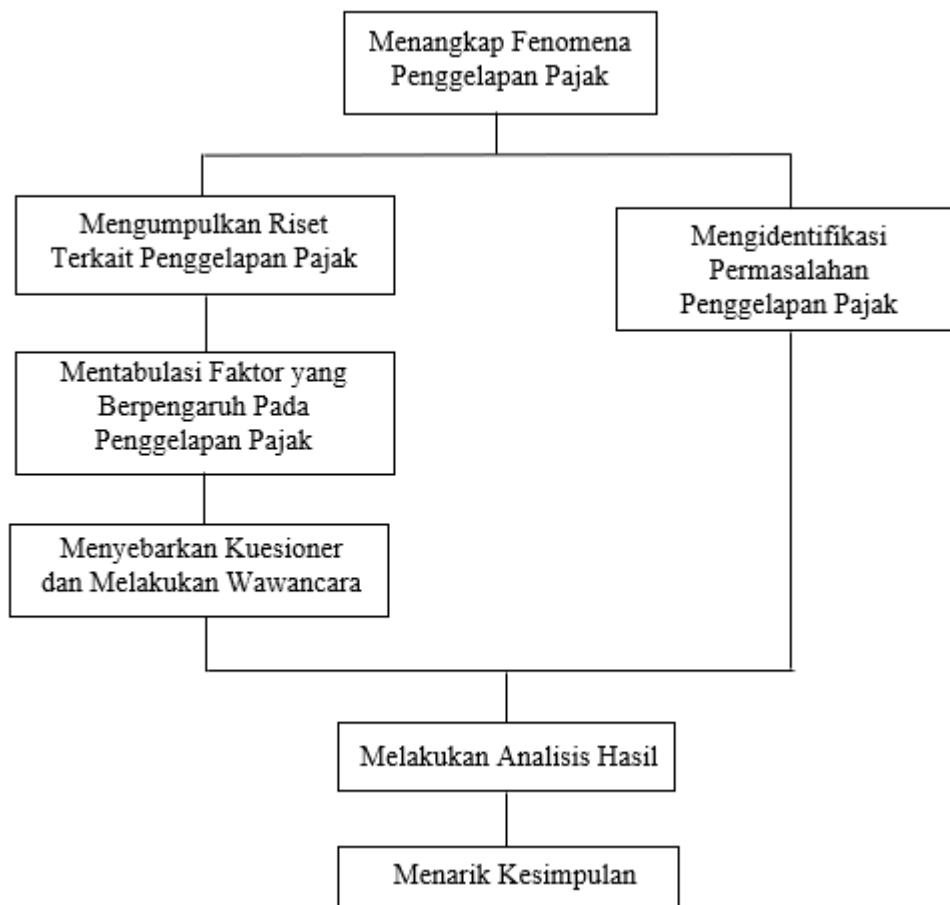 Menangkap Fenomena
Penggelapan Pajak
Mengumpulkan Riset
Terkait Penggelapan Pajak
Mengidentifikasi
Permasalahan
Penggelapan Pajak
Mentabulasi Faktor yang
Berpengaruh Pada
Penggelapan Pajak
Menyebarkan Kuesioner
dan Melakukan Wawancara
Melakukan Analisis Hasil
Menarik Kesimpulan